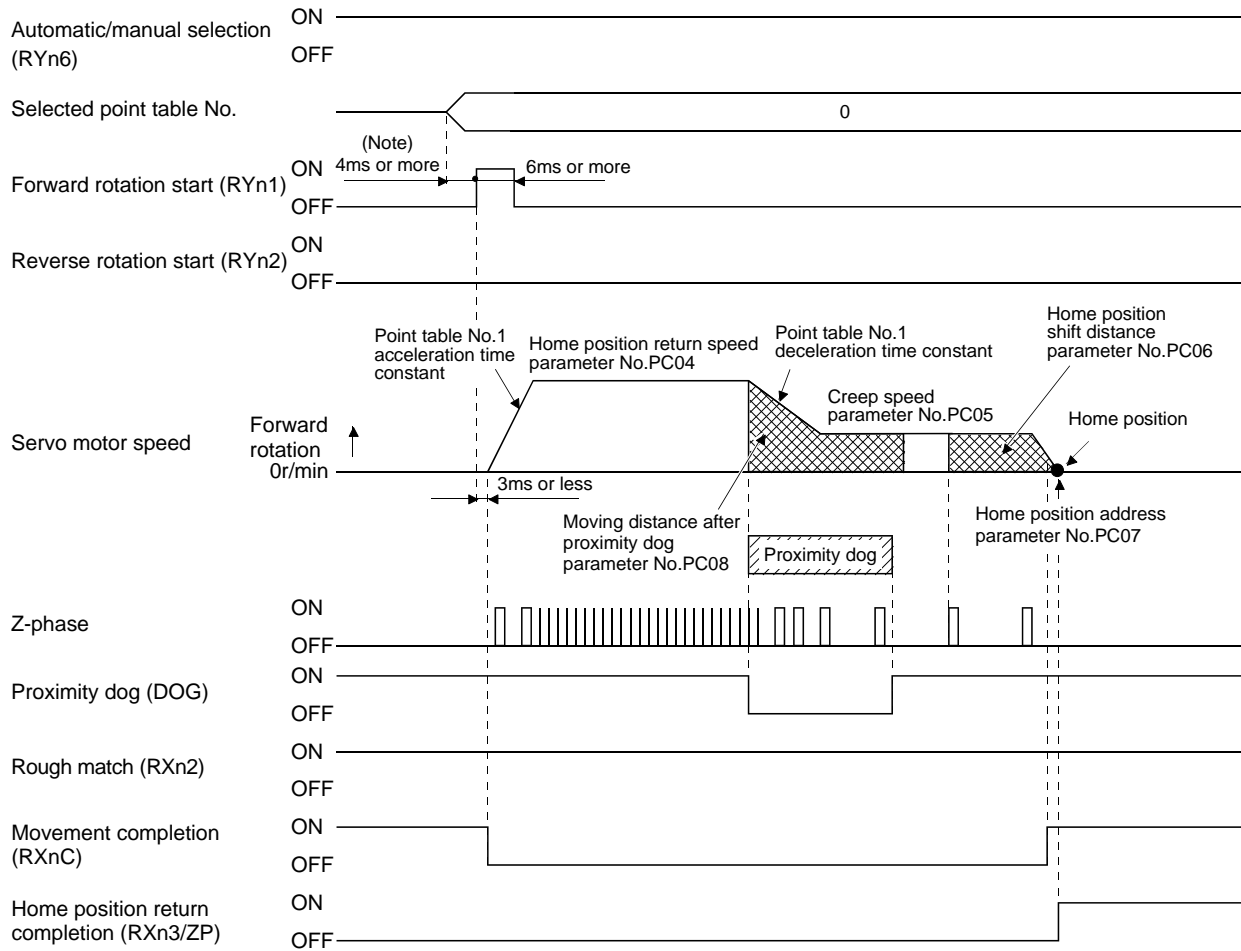 Automatic/manual selection
(RYn6)
ON
OFF
Selected point table No.
0
(Note)
4ms or more
6ms or more
Forward rotation start (RYn1)
ON
OFF
Reverse rotation start (RYn2)
ON
OFF
Point table No.1
acceleration time
constant
Home position return speed
parameter No.PC04
Point table No.1
deceleration time constant
Home position
shift distance
parameter No.PC06
Creep speed
parameter No.PC05
Home position
Servo motor speed
Forward
rotation
0r/min
3ms or less
Moving distance after
proximity dog
parameter No.PC08
Proximity dog
Home position address
parameter No.PC07
Z-phase
ON
OFF
Proximity dog (DOG)
ON
OFF
Rough match (RXn2)
ON
OFF
Movement completion
(RXnC)
ON
OFF
Home position return
completion (RXn3/ZP)
ON
OFF